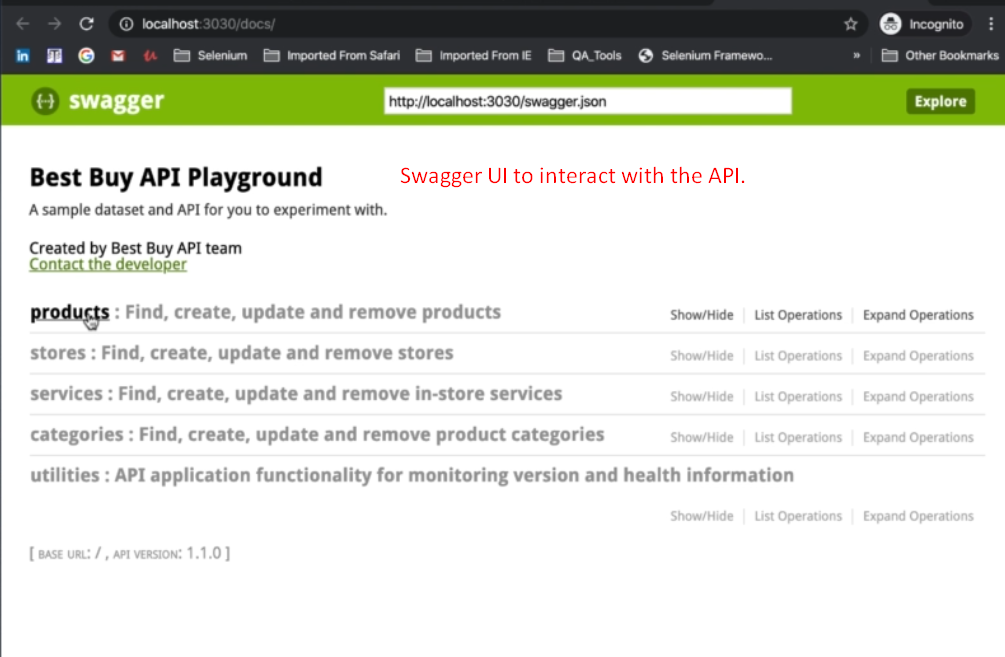 localhost:3030/docs/
Incognito
Selenium
Imported From Safari
Imported From IE
QA_Tools
Selenium Framewo...
»
Other Bookmarks
swagger
http://localhost:3030/swagger.json
Explore
Best Buy API Playground
Swagger UI to interact with the API.
A sample dataset and API for you to experiment with.
Created by Best Buy API team
Contact the developer
products : Find, create, update and remove products
Show/Hide | List Operations | Expand Operations
stores : Find, create, update and remove stores
Show/Hide | List Operations | Expand Operations
services : Find, create, update and remove in-store services
Show/Hide | List Operations | Expand Operations
categories : Find, create, update and remove product categories
Show/Hide | List Operations | Expand Operations
utilities : API application functionality for monitoring version and health information
Show/Hide | List Operations | Expand Operations
[ BASE URL: / , API VERSION: 1.1.0 ]